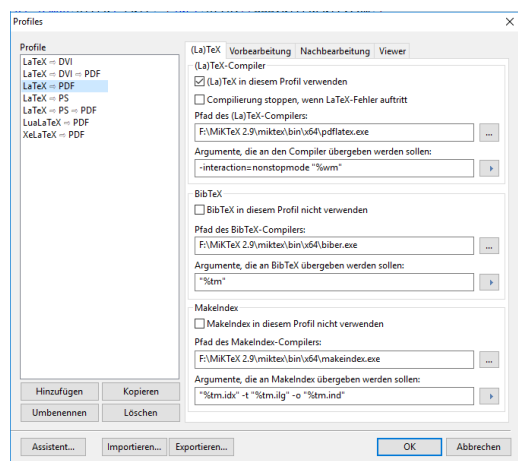 Profiles
Profile
LaTeX ⇨ DVI
LaTeX ⇨ DVI ⇨ PDF
LaTeX ⇨ PDF
LaTeX ⇨ PS
LaTeX ⇨ PS ⇨ PDF
LuaLaTeX ⇨ PDF
XeLaTeX ⇨ PDF
Hinzufügen
Kopieren
Umbenennen
Löschen
(La)TeX
Vorbearbeitung
Nachbearbeitung
Viewer
(La)TeX-Compiler
(La)TeX in diesem Profil verwenden
Compilierung stoppen, wenn LaTeX-Fehler auftritt
Pfad des (La)TeX-Compilers:
F:\MiKTeX 2.9\miktex\bin\x64\pdflatex.exe
...
Argumente, die an den Compiler übergeben werden sollen:
-interaction=nonstopmode "%wm"
BibTeX
BibTeX in diesem Profil nicht verwenden
Pfad des BibTeX-Compilers:
F:\MiKTeX 2.9\miktex\bin\x64\biber.exe
...
Argumente, die an BibTeX übergeben werden sollen:
"%tm"
MakeIndex
MakeIndex in diesem Profil nicht verwenden
Pfad des MakeIndex-Compilers:
F:\MiKTeX 2.9\miktex\bin\x64\makeindex.exe
...
Argumente, die an MakeIndex übergeben werden sollen:
"%tm.idx" -t "%tm.ilg" -o "%tm.ind"
Assistent...
Importieren...
Exportieren...
OK
Abbrechen